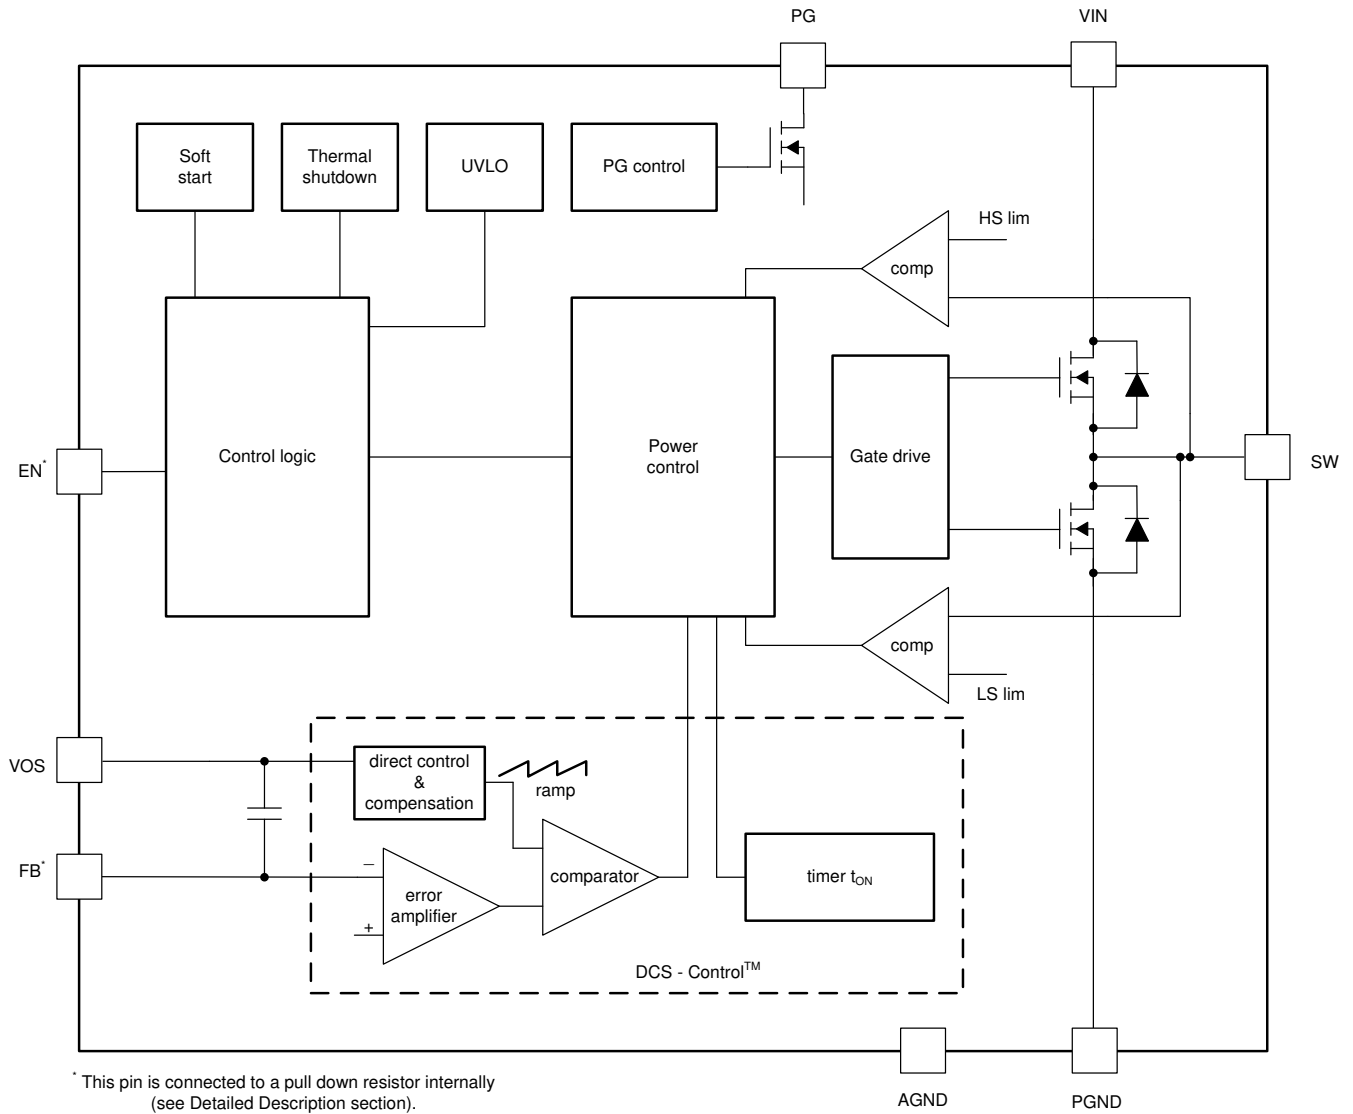 PG
VIN
Soft
start
Thermal
shutdown
UVLO
PG control
HS lim
comp
Control logic
Power
control
Gate drive
EN*
SW
comp
LS lim
VOS
direct control
&
compensation
ramp
FB*
_
error
amplifier
+
comparator
timer tON
DCS - Control™
* This pin is connected to a pull down resistor internally
(see Detailed Description section).
AGND
PGND